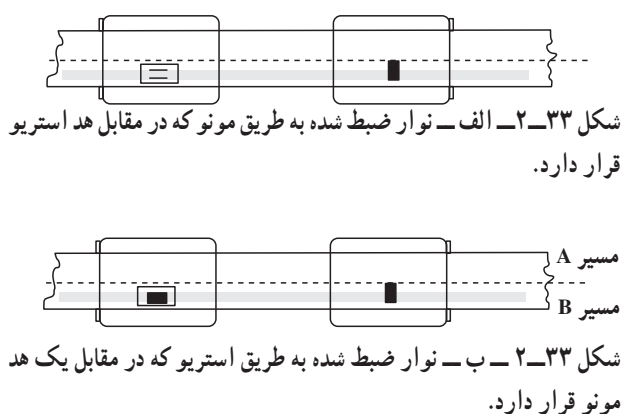 شکل ۳۳ــ۲ــ الف ــ نوار ضبط شده به طریق مونو که در مقابل هد استریو
قرار دارد.
مسیر A
مسیر B
شکل ۳۳ــ۲ ــ ب ــ نوار ضبط شده به طریق استریو که در مقابل یک هد
مونو قرار دارد.